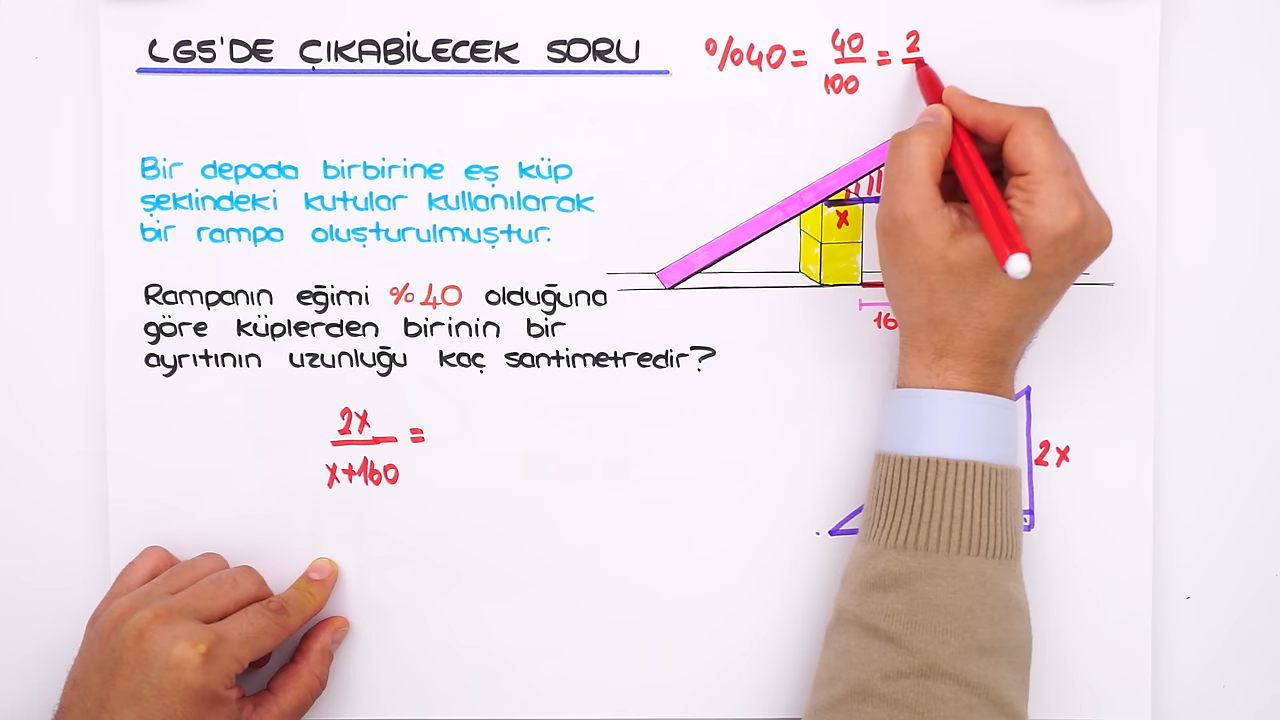 LGS'DE ÇIKABİLECEK SORU
%40 = 40/100 = 2
Bir depoda birbirine eş küp
şeklindeki kutular kullanılarak
bir rampa oluşturulmuştur.
Rampanın eğimi %40 olduğuna
göre küplerden birinin bir
ayrıtının uzunluğu kaç santimetredir?
x
16
2x
2x
x+160
=